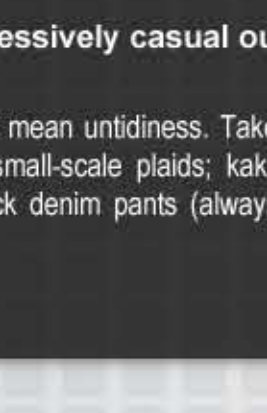 essively casual ou
mean untidiness. Take
small-scale plaids; kak
ck denim pants (alway